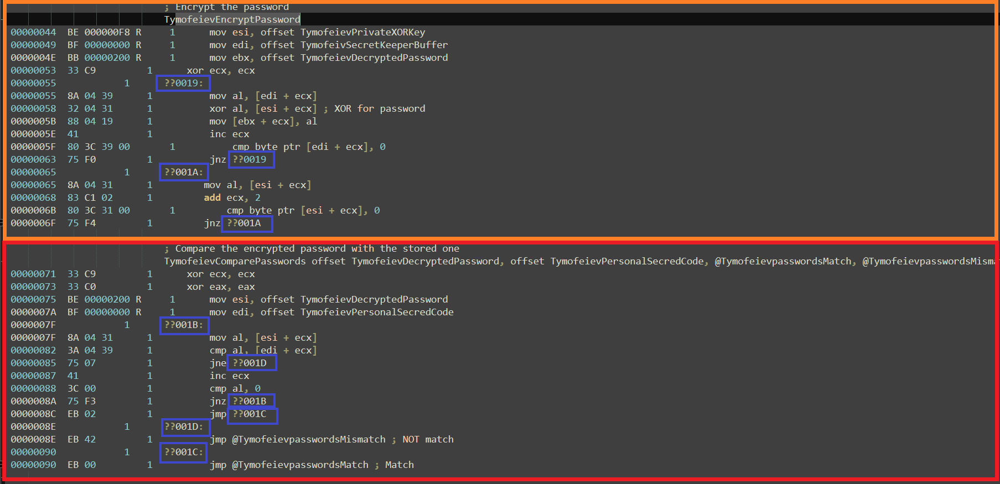 ; Encrypt the password
TymofeievEncryptPassword
00000044 BE 000000F8 R 1 mov esi, offset TymofeievPrivateXORKey
00000049 BF 00000000 R 1 mov edi, offset TymofeivSecretKeeperBuffer
0000004E BB 00000200 R 1 mov ebx, offset TymofeievDecryptedPassword
00000053 33 C9 1 xor ecx, ecx
00000055 1 ??0019:
00000055 8A 04 39 1 mov al, [edi + ecx]
00000058 32 04 31 1 xor al, [esi + ecx] ; XOR for password
0000005B 88 04 19 1 mov [ebx + ecx], al
0000005E 41 1 inc ecx
0000005F 80 3C 39 00 1 cmp byte ptr [edi + ecx], 0
00000063 75 F0 1 jnz ??0019
00000065 1 ??001A:
00000065 8A 04 31 1 mov al, [esi + ecx]
00000068 83 C1 02 1 add ecx, 2
0000006B 80 3C 31 00 1 cmp byte ptr [esi + ecx], 0
0000006F 75 F4 1 jnz ??001A
; Compare the encrypted password with the stored one
TymofeievComparePasswords offset TymofeievDecryptedPassword, offset TymofeievPersonalSecredCode, @TymofeievpasswordsMatch, @TymofeievpasswordsMisma
00000071 33 C9 1 xor ecx, ecx
00000073 33 C0 1 xor eax, eax
00000075 BE 00000200 R 1 mov esi, offset TymofeievDecryptedPassword
0000007A BF 00000000 R 1 mov edi, offset TymofeievPersonalSecredCode
0000007F 1 ??001B:
0000007F 8A 04 31 1 mov al, [esi + ecx]
00000082 3A 04 39 1 cmp al, [edi + ecx]
00000085 75 07 1 jne ??001D
00000087 41 1 inc ecx
00000088 3C 00 1 cmp al, 0
0000008A 75 F3 1 jnz ??001B
0000008C EB 02 1 jmp ??001C
0000008E 1 ??001D:
0000008E EB 42 1 jmp @TymofeievpasswordsMismatch ; NOT match
00000090 1 ??001C:
00000090 EB 00 1 jmp @TymofeievpasswordsMatch ; Match